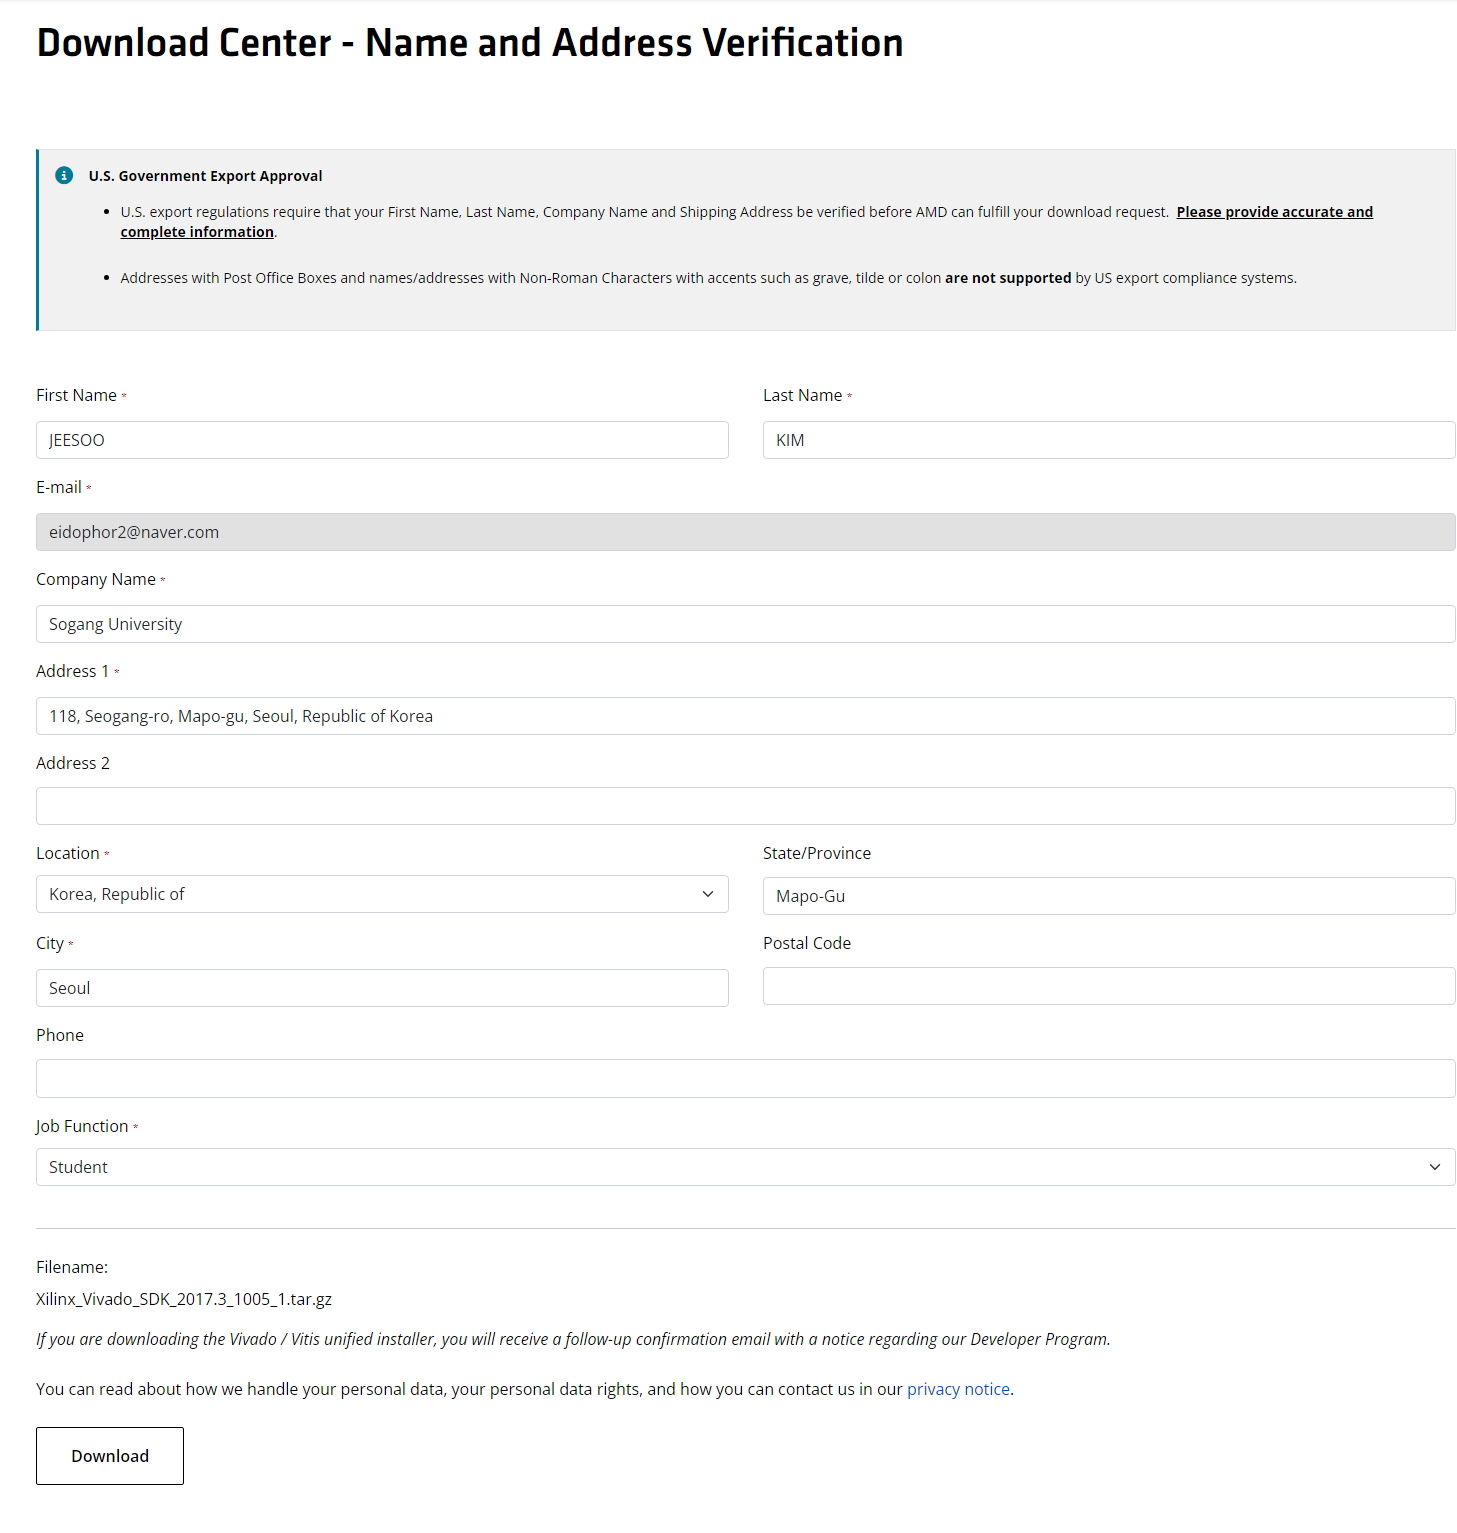 Download Center - Name and Address Verification
U.S. Government Export Approval
• U.S. export regulations require that your First Name, Last Name, Company Name and Shipping Address be verified before AMD can fulfill your download request. Please provide accurate and
complete information.
• Addresses with Post Office Boxes and names/addresses with Non-Roman Characters with accents such as grave, tilde or colon are not supported by US export compliance systems.
First Name *
Last Name *
JEESOO
KIM
E-mail *
eidophor2@naver.com
Company Name *
Sogang University
Address 1 *
118, Seogang-ro, Mapo-gu, Seoul, Republic of Korea
Address 2
Location *
State/Province
Korea, Republic of
Mapo-Gu
City *
Postal Code
Seoul
Phone
Job Function *
Student
Filename:
Xilinx_Vivado_SDK_2017.3_1005_1.tar.gz
If you are downloading the Vivado / Vitis unified installer, you will receive a follow-up confirmation email with a notice regarding our Developer Program.
You can read about how we handle your personal data, your personal data rights, and how you can contact us in our privacy notice.
Download